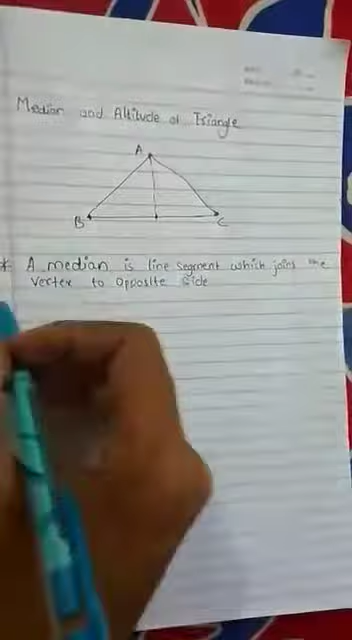 Median and Altitude of Triangle
A
B
C
* A median is line segment which joins the
vertex to opposite side